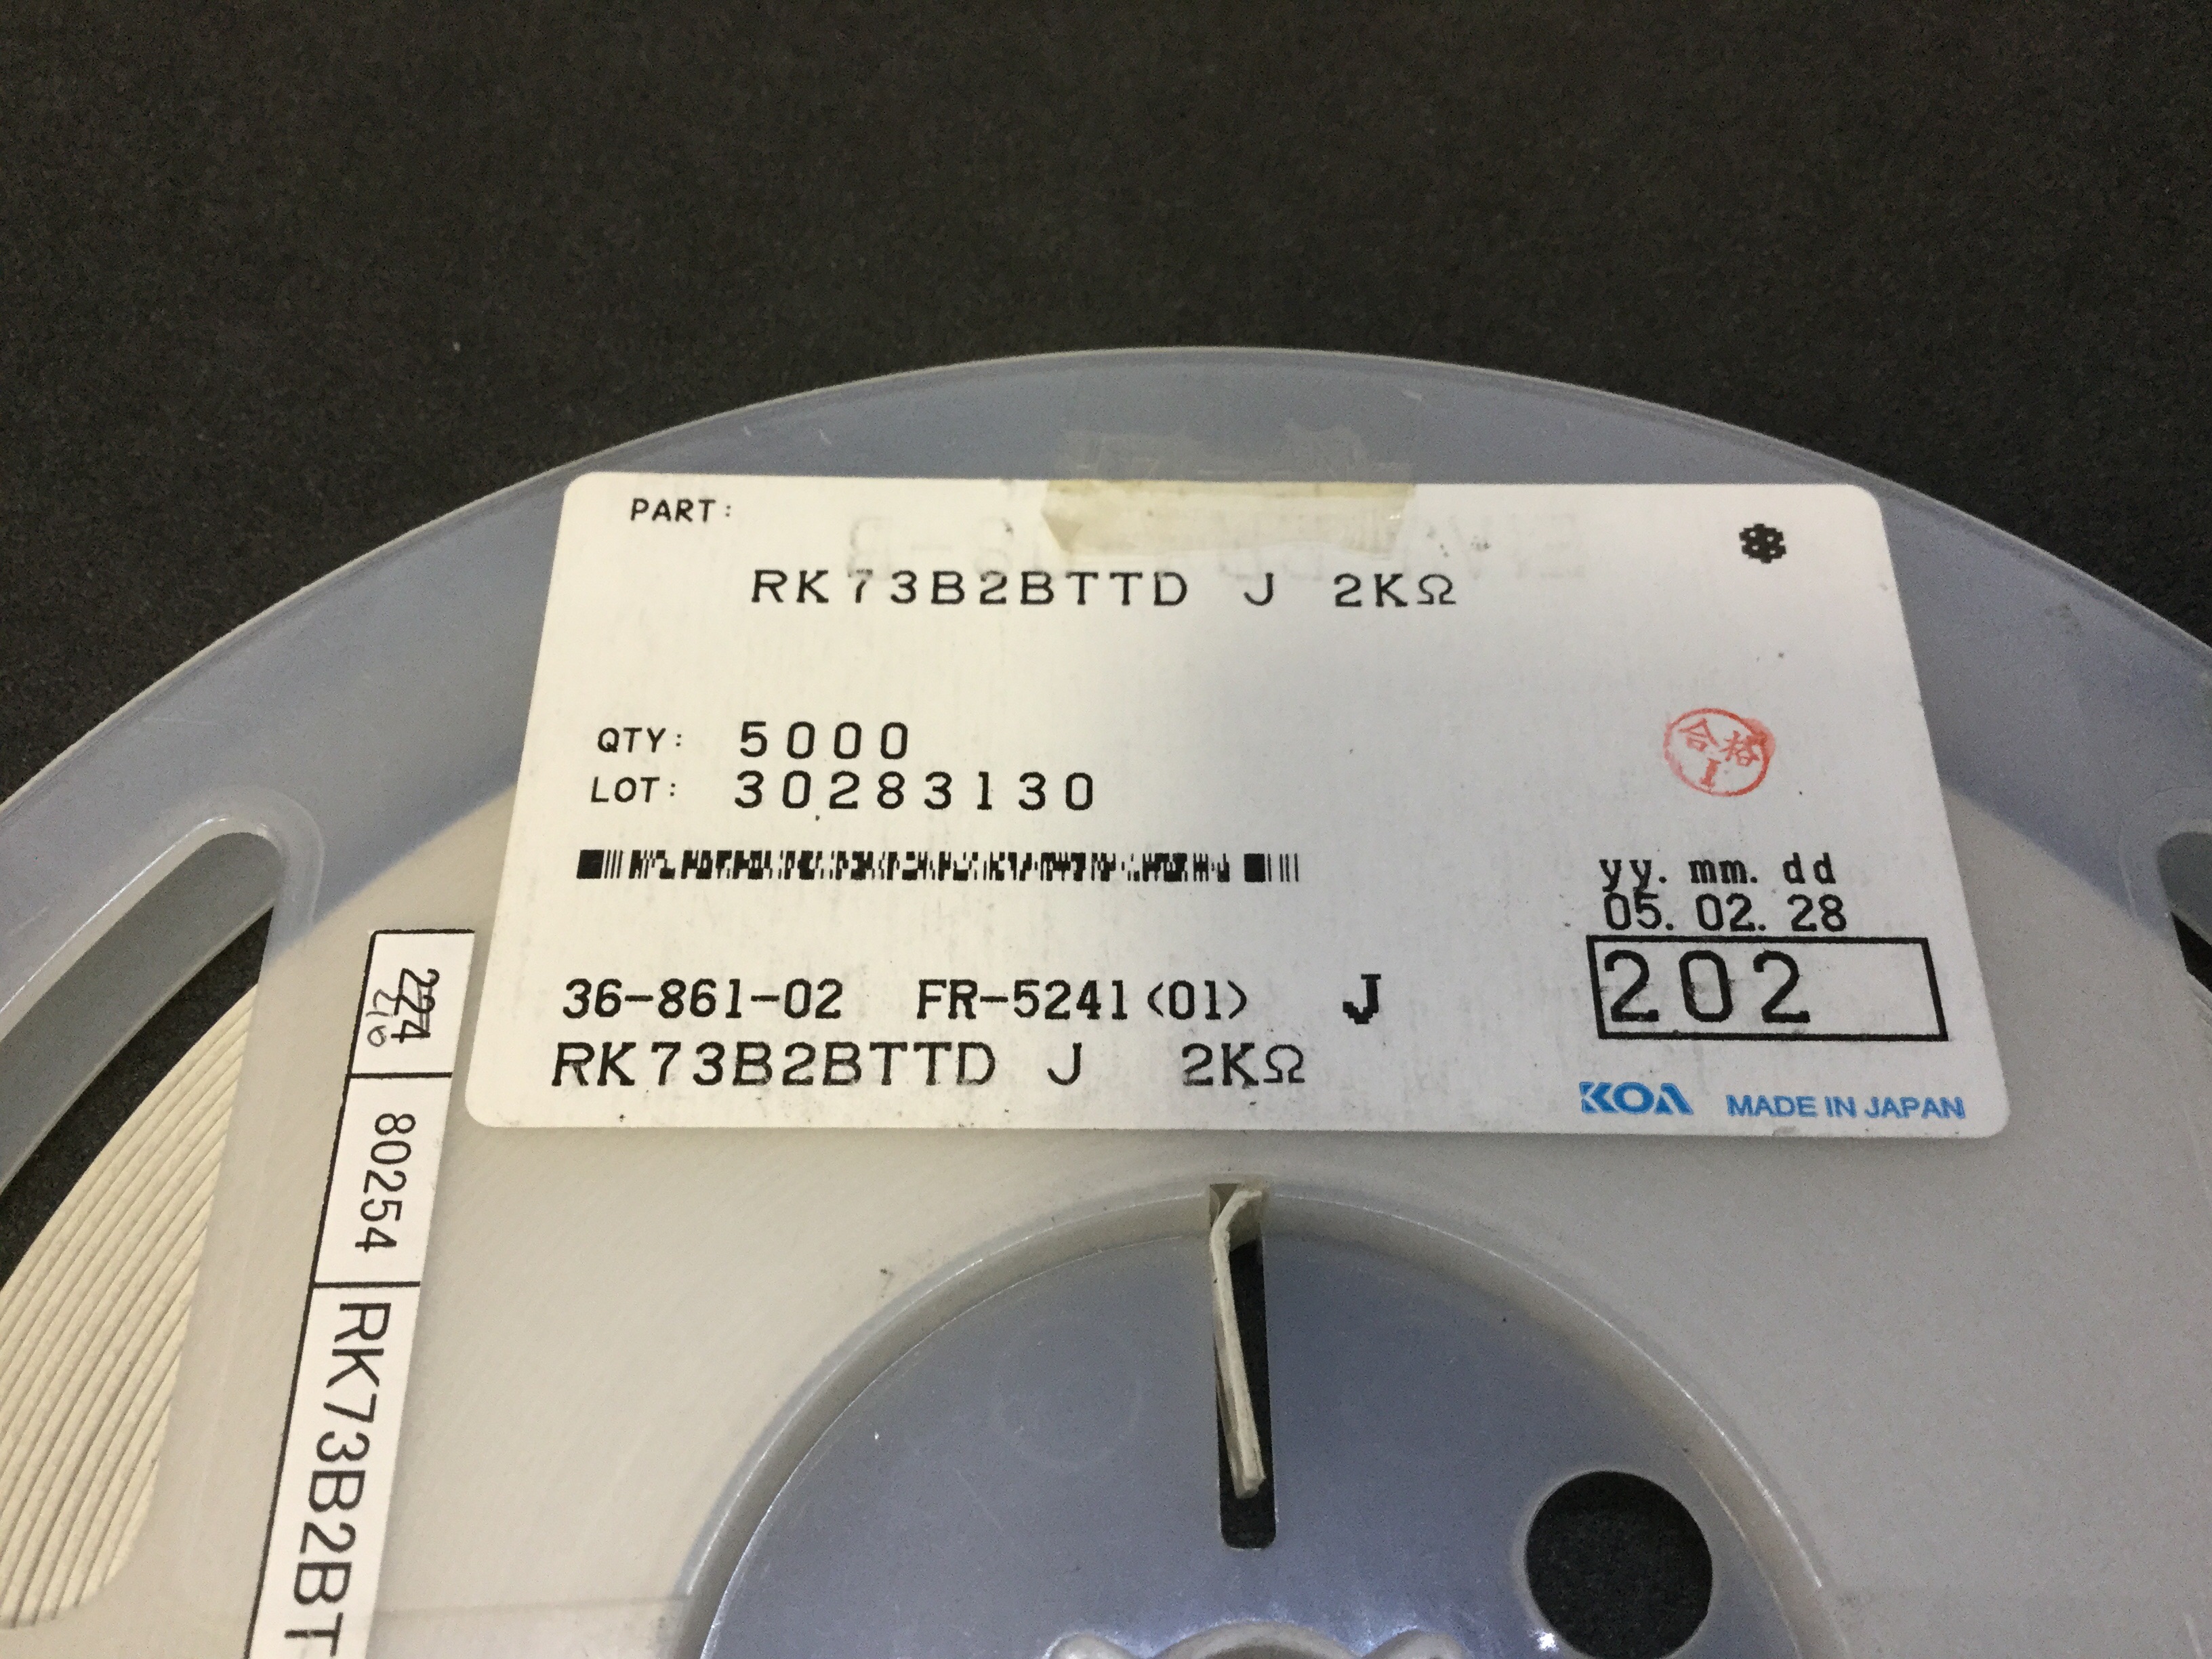 PART:
RK73B2BTTD J 2KΩ
QTY: 5000
LOT: 30283130
合格
I
yy. mm. dd
05. 02. 28
202
36-861-02 FR-5241(01) J
RK73B2BTTD J 2KΩ
KOA MADE IN JAPAN
80254
RK73B2BT